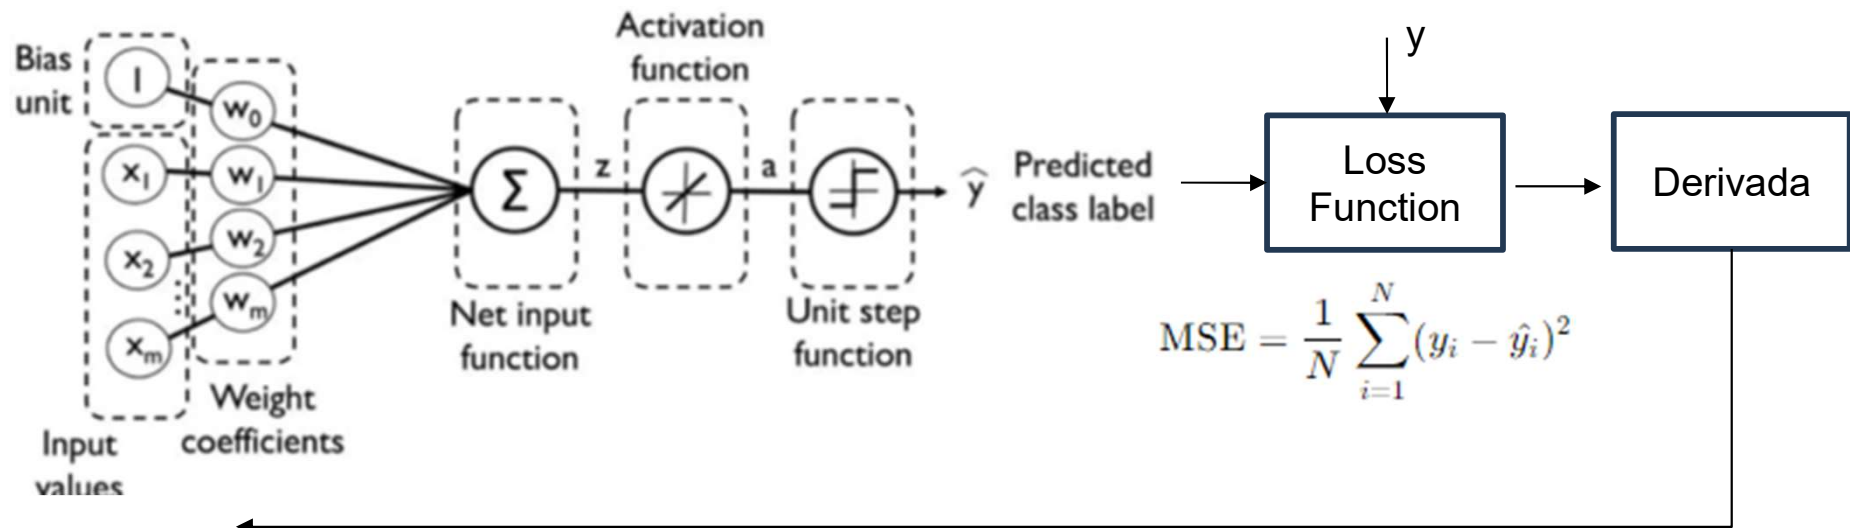 Bias
unit
1
x1
x2
⋮
xm
Input
values
w0
w1
w2
wm
Weight
coefficients
Σ
Net input
function
z
Activation
function
a
Unit step
function
ŷ
Predicted
class label
y
Loss
Function
MSE = 1/N ∑_{i=1}^{N} (y_i − ŷ_i)^2
Derivada